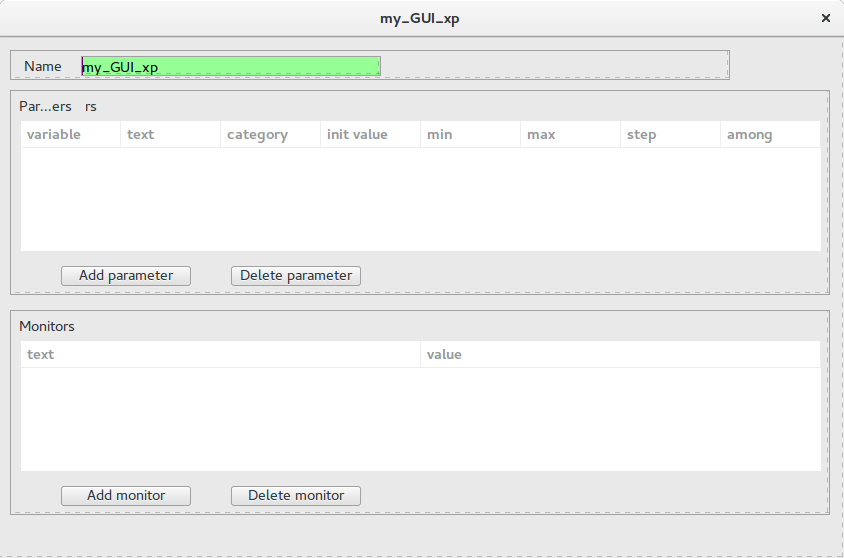 my_GUI_xp
Name my_GUI_xp
Par...ers rs
variable text category init value min max step among
Add parameter Delete parameter
Monitors
text value
Add monitor Delete monitor